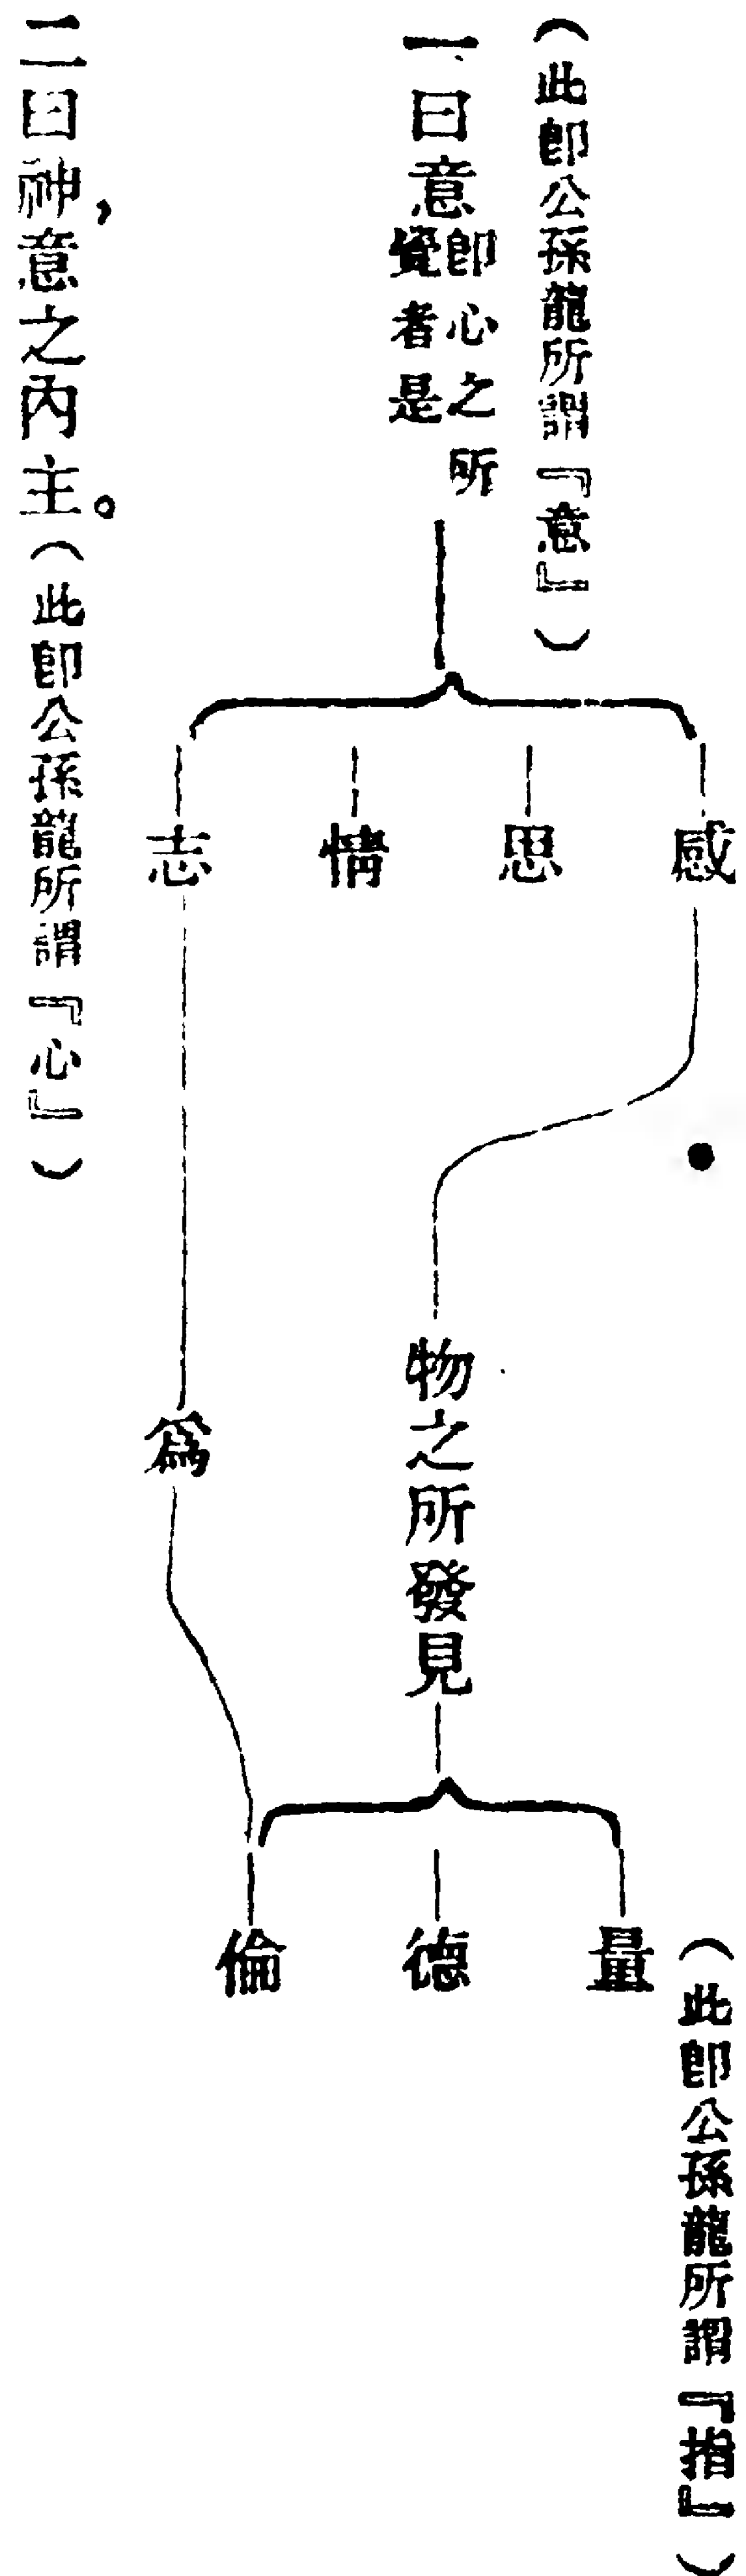 （此即公孫龍所謂『意』）
一、曰意即心之所覺者是
感
思
情
志
物之所發見
爲
量
德
倫
（此即公孫龍所謂『指』）
二曰神，意之內主。（此即公孫龍所謂『心』）